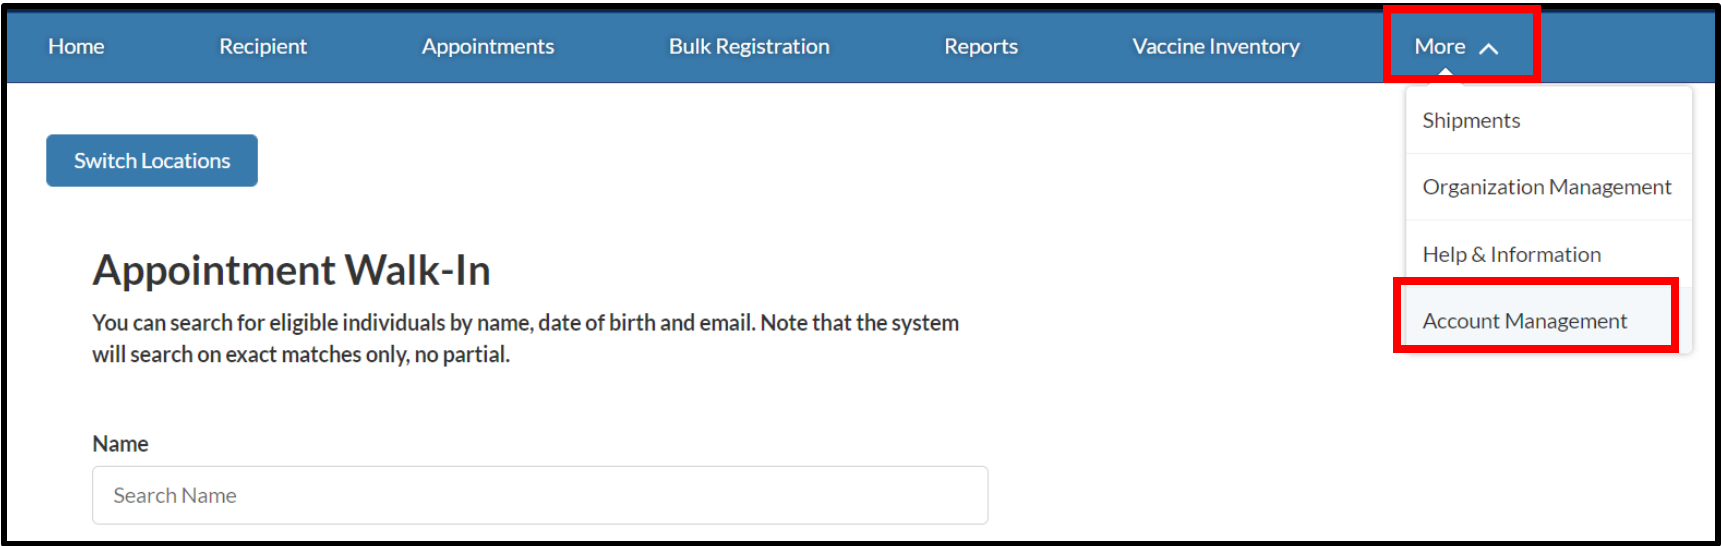 Home Recipient Appointments Bulk Registration Reports Vaccine Inventory More
Shipments
Organization Management
Help & Information
Account Management
Switch Locations
Appointment Walk-In
You can search for eligible individuals by name, date of birth and email. Note that the system
will search on exact matches only, no partial.
Name
Search Name